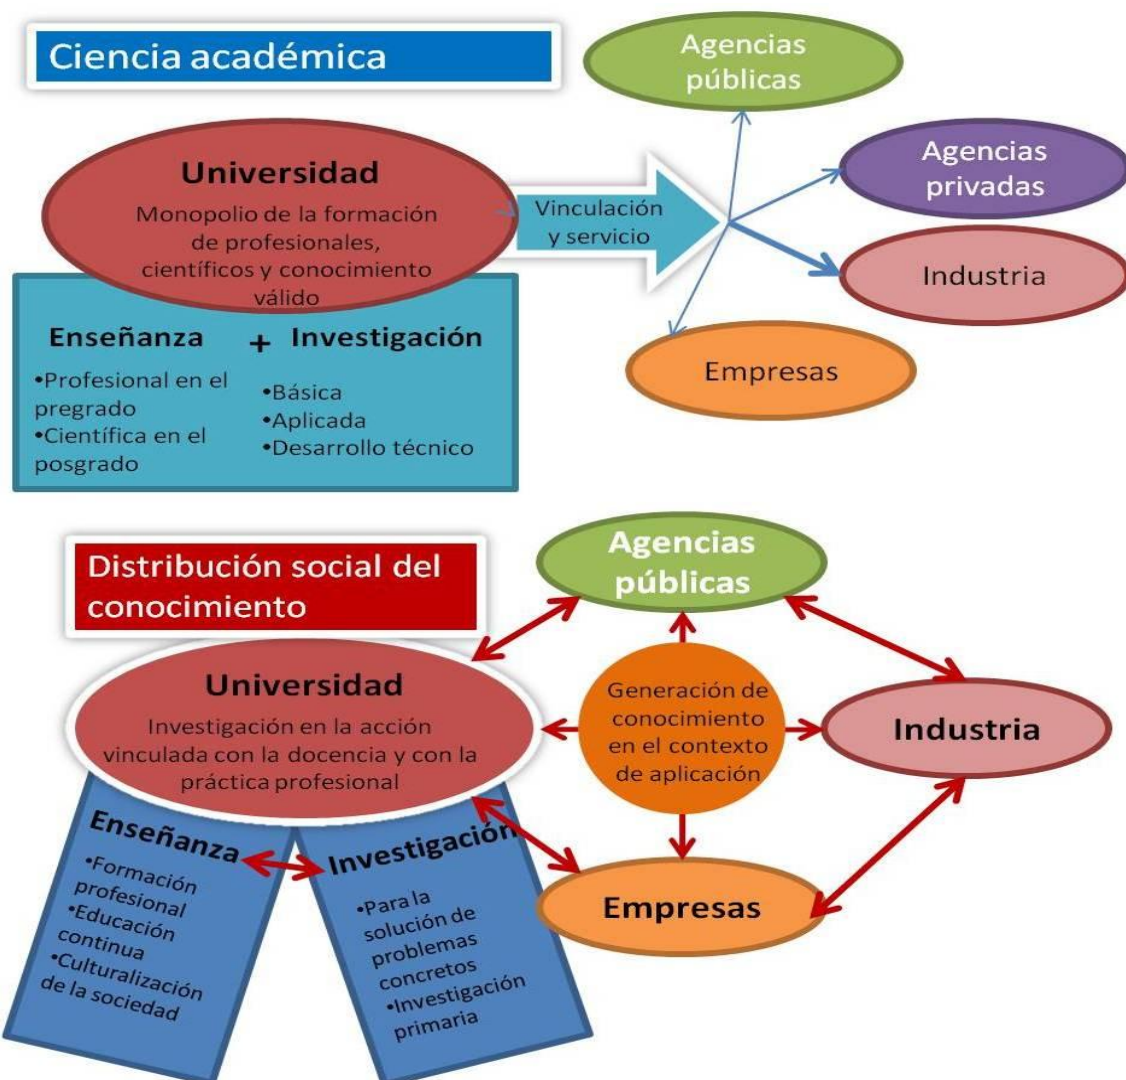 Ciencia académica
Agencias
públicas
Universidad
Monopolio de la formación
de profesionales,
científicos y conocimiento
válido
Vinculación
y servicio
Agencias
privadas
Industria
Empresas
Enseñanza + Investigación
•Profesional en el
pregrado
•Científica en el
posgrado
•Básica
•Aplicada
•Desarrollo técnico
Distribución social del
conocimiento
Agencias
públicas
Universidad
Investigación en la acción
vinculada con la docencia y con la
práctica profesional
Generación de
conocimiento
en el contexto
de aplicación
Industria
Empresas
Enseñanza
•Formación
profesional
•Educación
continua
•Culturalización
de la sociedad
Investigación
•Para la
solución de
problemas
concretos
•Investigación
primaria